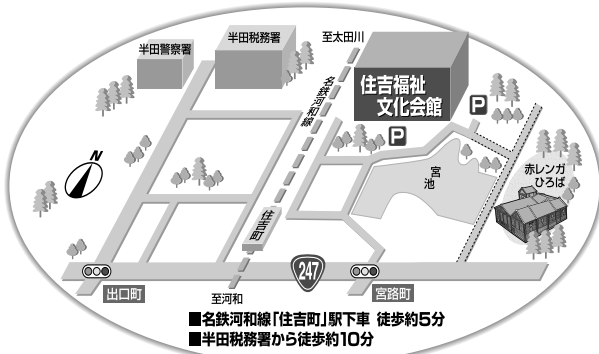 半田警察署
半田税務署
至太田川
名鉄河和線
住吉福祉
文化会館
P
P
N
宮
池
赤レンガ
ひろば
住吉町
247
出口町
宮路町
至河和
■名鉄河和線「住吉町」駅下車 徒歩約5分
■半田税務署から徒歩約10分